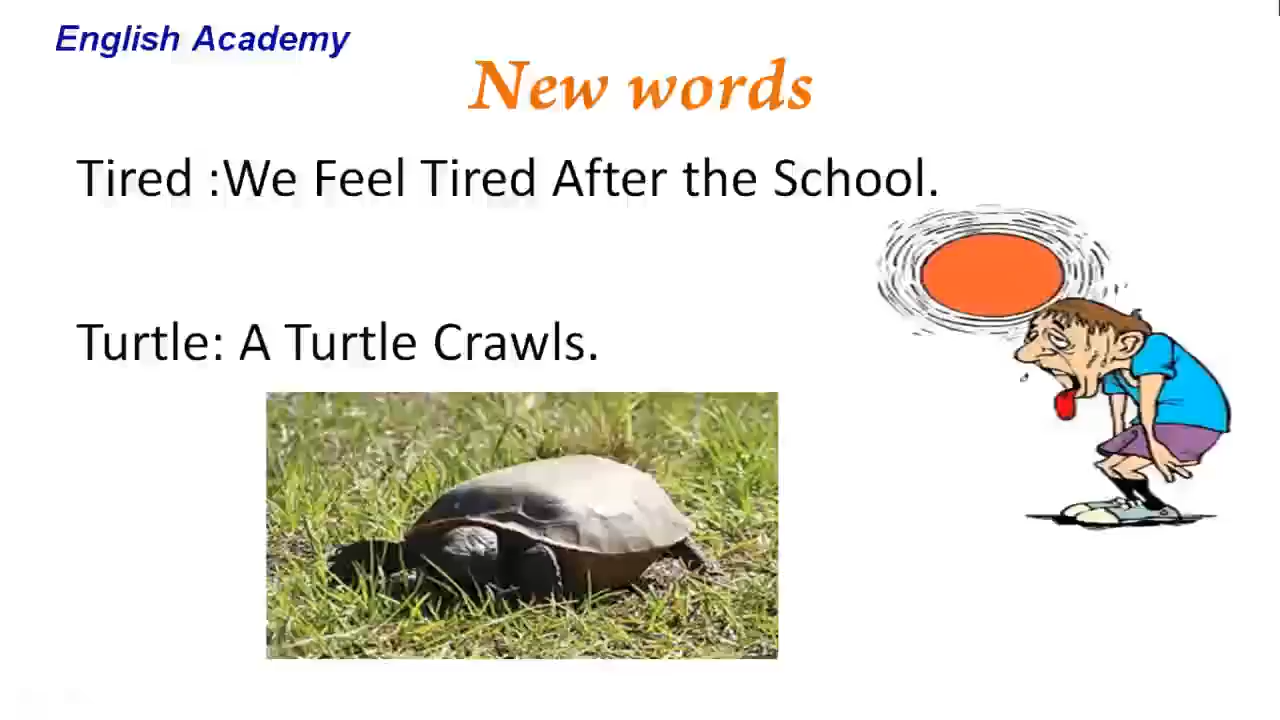 English Academy
New words
Tired :We Feel Tired After the School.
Turtle: A Turtle Crawls.